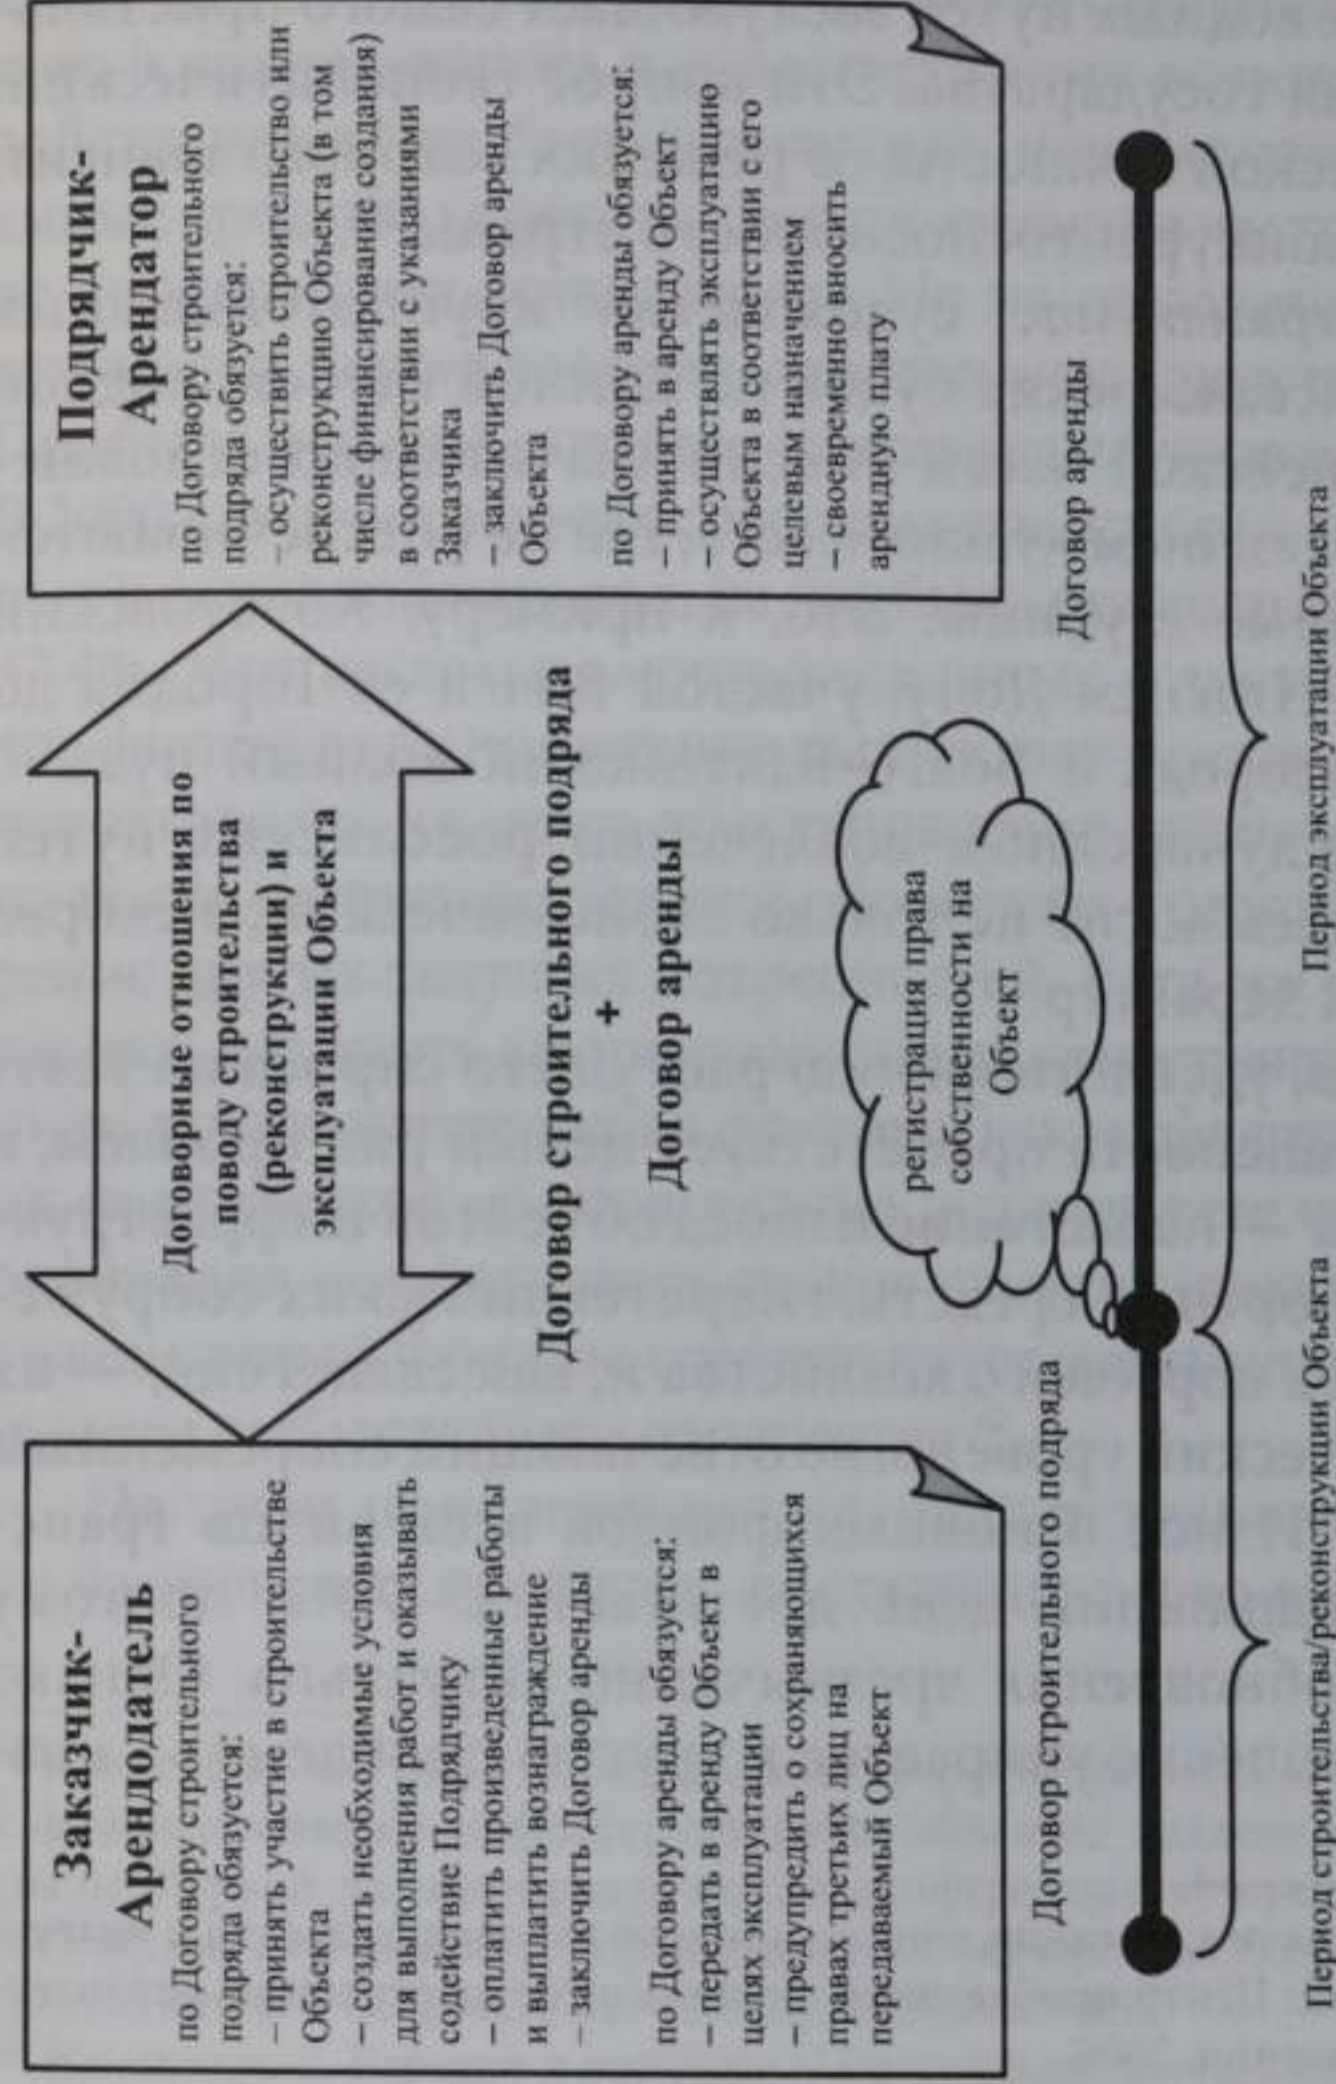 Заказчик-
Арендодатель
по Договору строительного
подряда обязуется:
– принять участие в строительстве
Объекта
– создать необходимые условия
для выполнения работ и оказывать
содействие Подрядчику
– оплатить произведенные работы
и выплатить вознаграждение
– заключить Договор аренды
по Договору аренды обязуется:
– передать в аренду Объект в
целях эксплуатации
– предупредить о сохраняющихся
правах третьих лиц на
передаваемый Объект
Договорные отношения по
поводу строительства
(реконструкции) и
эксплуатации Объекта
Договор строительного подряда
+
Договор аренды
Подрядчик-
Арендатор
по Договору строительного
подряда обязуется:
– осуществить строительство или
реконструкцию Объекта (в том
числе финансирование создания)
в соответствии с указаниями
Заказчика
– заключить Договор аренды
Объекта
по Договору аренды обязуется:
– принять в аренду Объект
– осуществлять эксплуатацию
Объекта в соответствии с его
целевым назначением
– своевременно вносить
арендную плату
регистрация права
собственности на
Объект
Договор строительного подряда
Договор аренды
Период строительства/реконструкции Объекта
Период эксплуатации Объекта